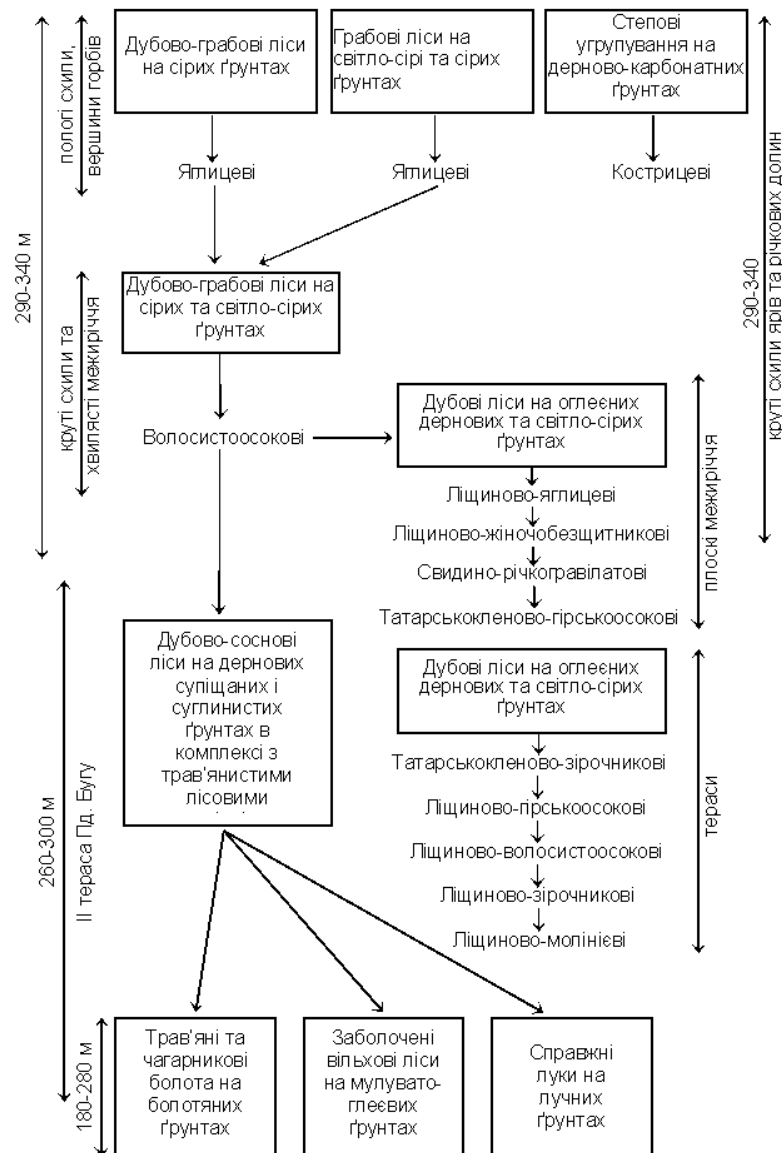 Дубово-грабові ліси
на сірих ґрунтах
Грабові ліси на
світло-сірі та сірих
ґрунтах
Степові
угрупування на
дерново-карбонатних
ґрунтах
пологі схили,
вершини горбів
Яглицеві
Яглицеві
Кострицеві
290-340 м
290-340
круті схили ярів та річкових долин
Дубово-грабові ліси на
сірих та світло-сірих
ґрунтах
круті схили та
хвилясті межиріччя
Волосистоосокові
Дубові ліси на оглеєних
дернових та світло-сірих
ґрунтах
Ліщиново-яглицеві
Ліщиново-жіночобезщитникові
Свидино-річкогравілатові
Татарськокленово-гірськоосокові
плоскі межиріччя
Дубово-соснові
ліси на дернових
супіщаних і
суглинистих
ґрунтах в
комплексі з
трав'янистими
лісовими
Дубові ліси на оглеєних
дернових та світло-сірих
ґрунтах
Татарськокленово-зірочникові
Ліщиново-гірськоосокові
Ліщиново-волосистоосокові
Ліщиново-зірочникові
Ліщиново-молінієві
тераси
260-300 м
ІІ тераса Пд. Бугу
180-280 м
Трав'яні та
чагарникові
болота на
болотяних
ґрунтах
Заболочені
вільхові ліси
на мулувато-
глеєвих
ґрунтах
Справжні
луки на
лучних
ґрунтах